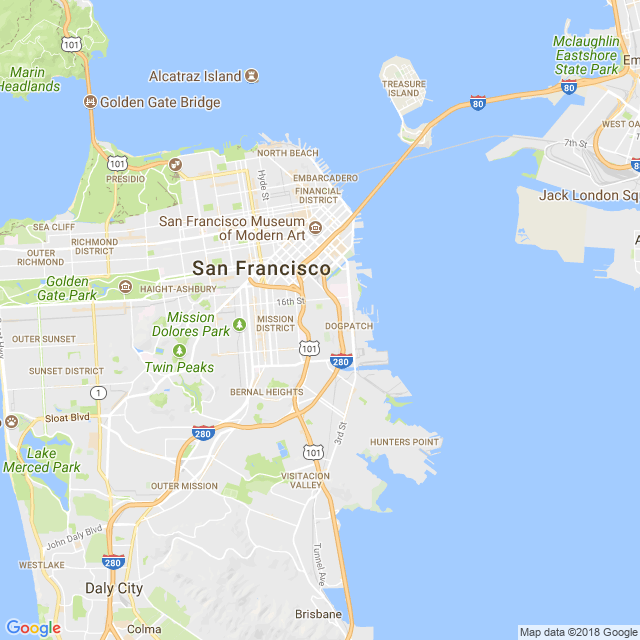 Mclaughlin
Eastshore
State Park
Em
101
Marin
Headlands
Alcatraz Island
TREASURE
ISLAND
80
80
Golden Gate Bridge
WEST OA
7th St
101
NORTH BEACH
PRESIDIO
Hyde St
EMBARCADERO
FINANCIAL
DISTRICT
Jack London Squ
San Francisco Museum
of Modern Art
SEA CLIFF
RICHMOND
DISTRICT
OUTER
RICHMOND
San Francisco
Golden
Gate Park
HAIGHT-ASHBURY
16th St
Mission
Dolores Park
MISSION
DISTRICT
DOGPATCH
OUTER SUNSET
101
280
Twin Peaks
SUNSET DISTRICT
1
BERNAL HEIGHTS
Sloat Blvd
280
3rd St
HUNTERS POINT
Lake
Merced Park
101
OUTER MISSION
VISITACION
VALLEY
John Daly Blvd
280
WESTLAKE
Tunnel Ave
Daly City
Brisbane
Colma
Google
Map data ©2018 Google